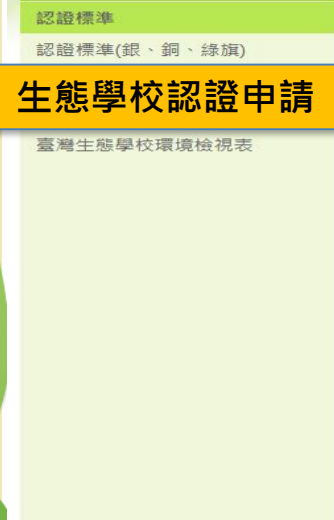 認證標準
認證標準(銀、銅、綠旗)
生態學校認證申請
臺灣生態學校環境檢視表